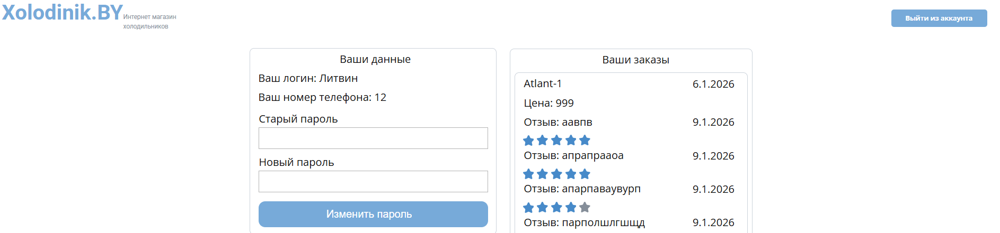 Xolodinik.BY
Интернет магазин
холодильников
Выйти из аккаунта
Ваши данные
Ваш логин: Литвин
Ваш номер телефона: 12
Старый пароль
Новый пароль
Изменить пароль
Ваши заказы
Atlant-1 6.1.2026
Цена: 999
Отзыв: аавпв 9.1.2026
Отзыв: апрапрааоа 9.1.2026
Отзыв: апарпаваувурп 9.1.2026
Отзыв: парполшлгшщд 9.1.2026